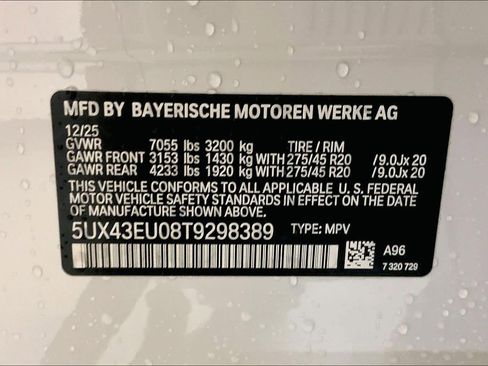 MFD BY BAYERISCHE MOTOREN WERKE AG
12/25
GVWR 7055 lbs 3200 kg TIRE / RIM
GAWR FRONT 3153 lbs 1430 kg WITH 275/45 R20 /9.0Jx 20
GAWR REAR 4233 lbs 1920 kg WITH 275/45 R20 /9.0Jx 20
THIS VEHICLE CONFORMS TO ALL APPLICABLE U. S. FEDERAL
MOTOR VEHICLE SAFETY STANDARDS IN EFFECT ON THE
DATE OF MANUFACTURE SHOWN ABOVE.
5UX43EU08T9298389 TYPE: MPV
A96
7 320 729